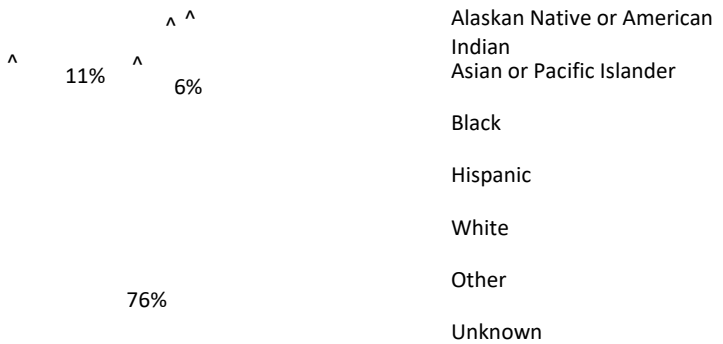 ^ ^
^ ^
11%
6%
76%
Alaskan Native or American
Indian
Asian or Pacific Islander
Black
Hispanic
White
Other
Unknown